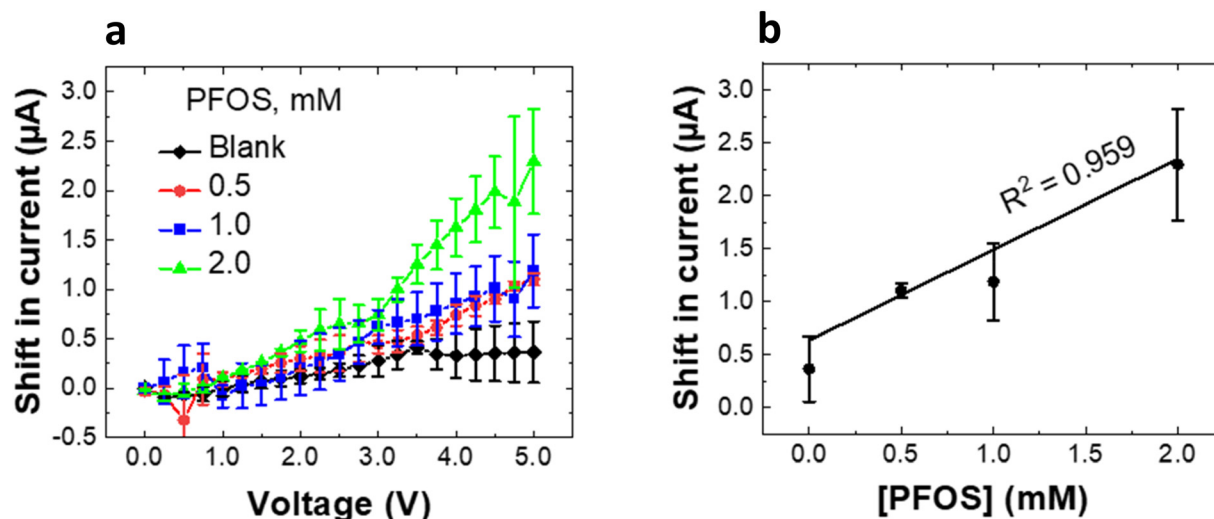 a
Shift in current (µA)
3.0
2.5
2.0
1.5
1.0
0.5
0.0
-0.5
PFOS, mM
Blank
0.5
1.0
2.0
0.0 1.0 2.0 3.0 4.0 5.0
Voltage (V)
b
Shift in current (µA)
3.0
2.5
2.0
1.5
1.0
0.5
0.0
R² = 0.959
0.0 0.5 1.0 2.0
[PFOS] (mM)